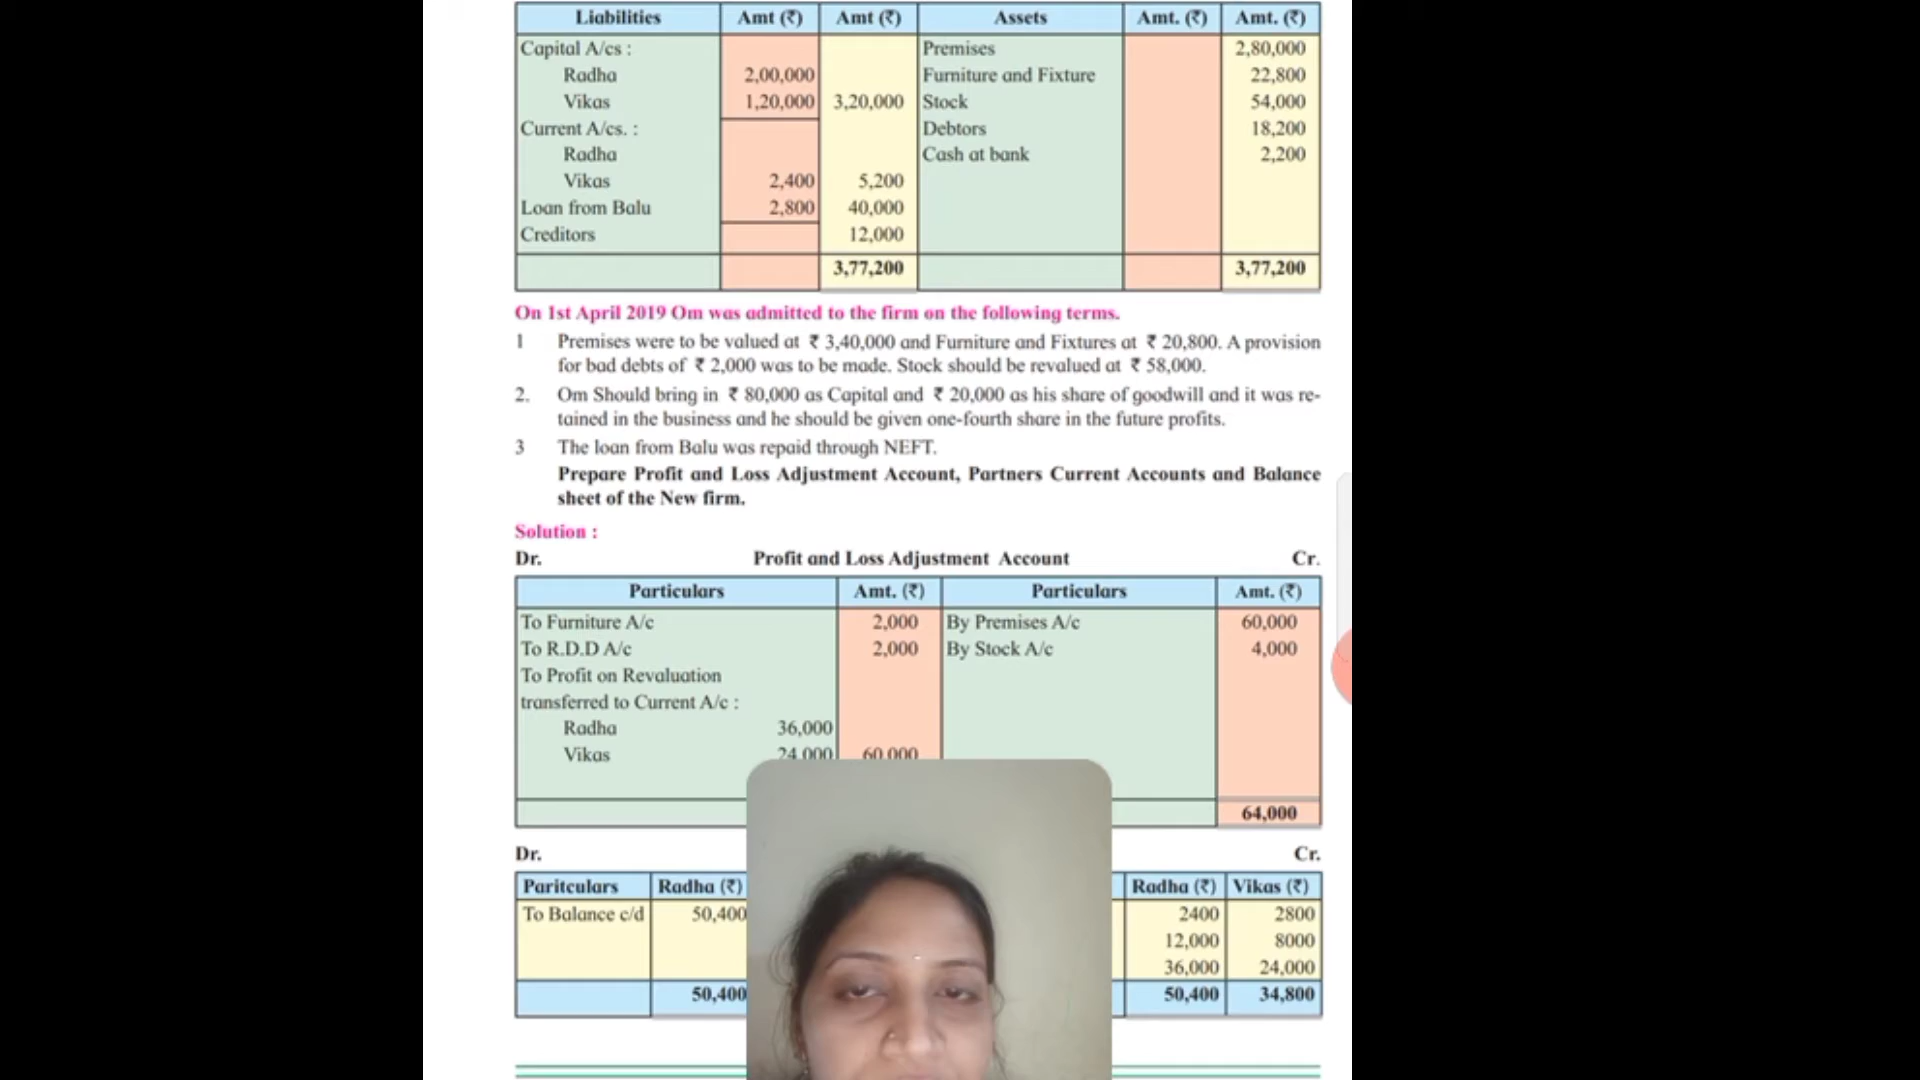 Liabilities Amt (₹) Amt (₹) Assets Amt. (₹) Amt. (₹)
Capital A/cs : Premises 2,80,000
Radha 2,00,000 Furniture and Fixture 22,800
Vikas 1,20,000 3,20,000 Stock 54,000
Current A/cs. : Debtors 18,200
Radha Cash at bank 2,200
Vikas 2,400 5,200
Loan from Balu 2,800 40,000
Creditors 12,000
3,77,200 3,77,200
On 1st April 2019 Om was admitted to the firm on the following terms.
1 Premises were to be valued at ₹ 3,40,000 and Furniture and Fixtures at ₹ 20,800. A provision
for bad debts of ₹ 2,000 was to be made. Stock should be revalued at ₹ 58,000.
2. Om Should bring in ₹ 80,000 as Capital and ₹ 20,000 as his share of goodwill and it was re-
tained in the business and he should be given one-fourth share in the future profits.
3 The loan from Balu was repaid through NEFT.
Prepare Profit and Loss Adjustment Account, Partners Current Accounts and Balance
sheet of the New firm.
Solution :
Dr. Profit and Loss Adjustment Account Cr.
Particulars Amt. (₹) Particulars Amt. (₹)
To Furniture A/c 2,000 By Premises A/c 60,000
To R.D.D A/c 2,000 By Stock A/c 4,000
To Profit on Revaluation
transferred to Current A/c :
Radha 36,000
Vikas 24,000 60,000
64,000
Dr. Cr.
Paritculars Radha (₹) Radha (₹) Vikas (₹)
To Balance c/d 50,400 2400 2800
12,000 8000
36,000 24,000
50,400 50,400 34,800